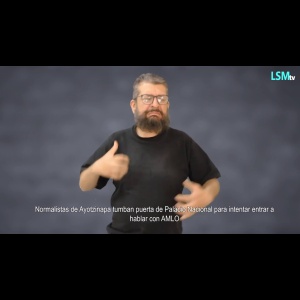 LSMtv
Normalistas de Ayotzinapa tumban puerta de Palacio Nacional para intentar entrar a
hablar con AMLO